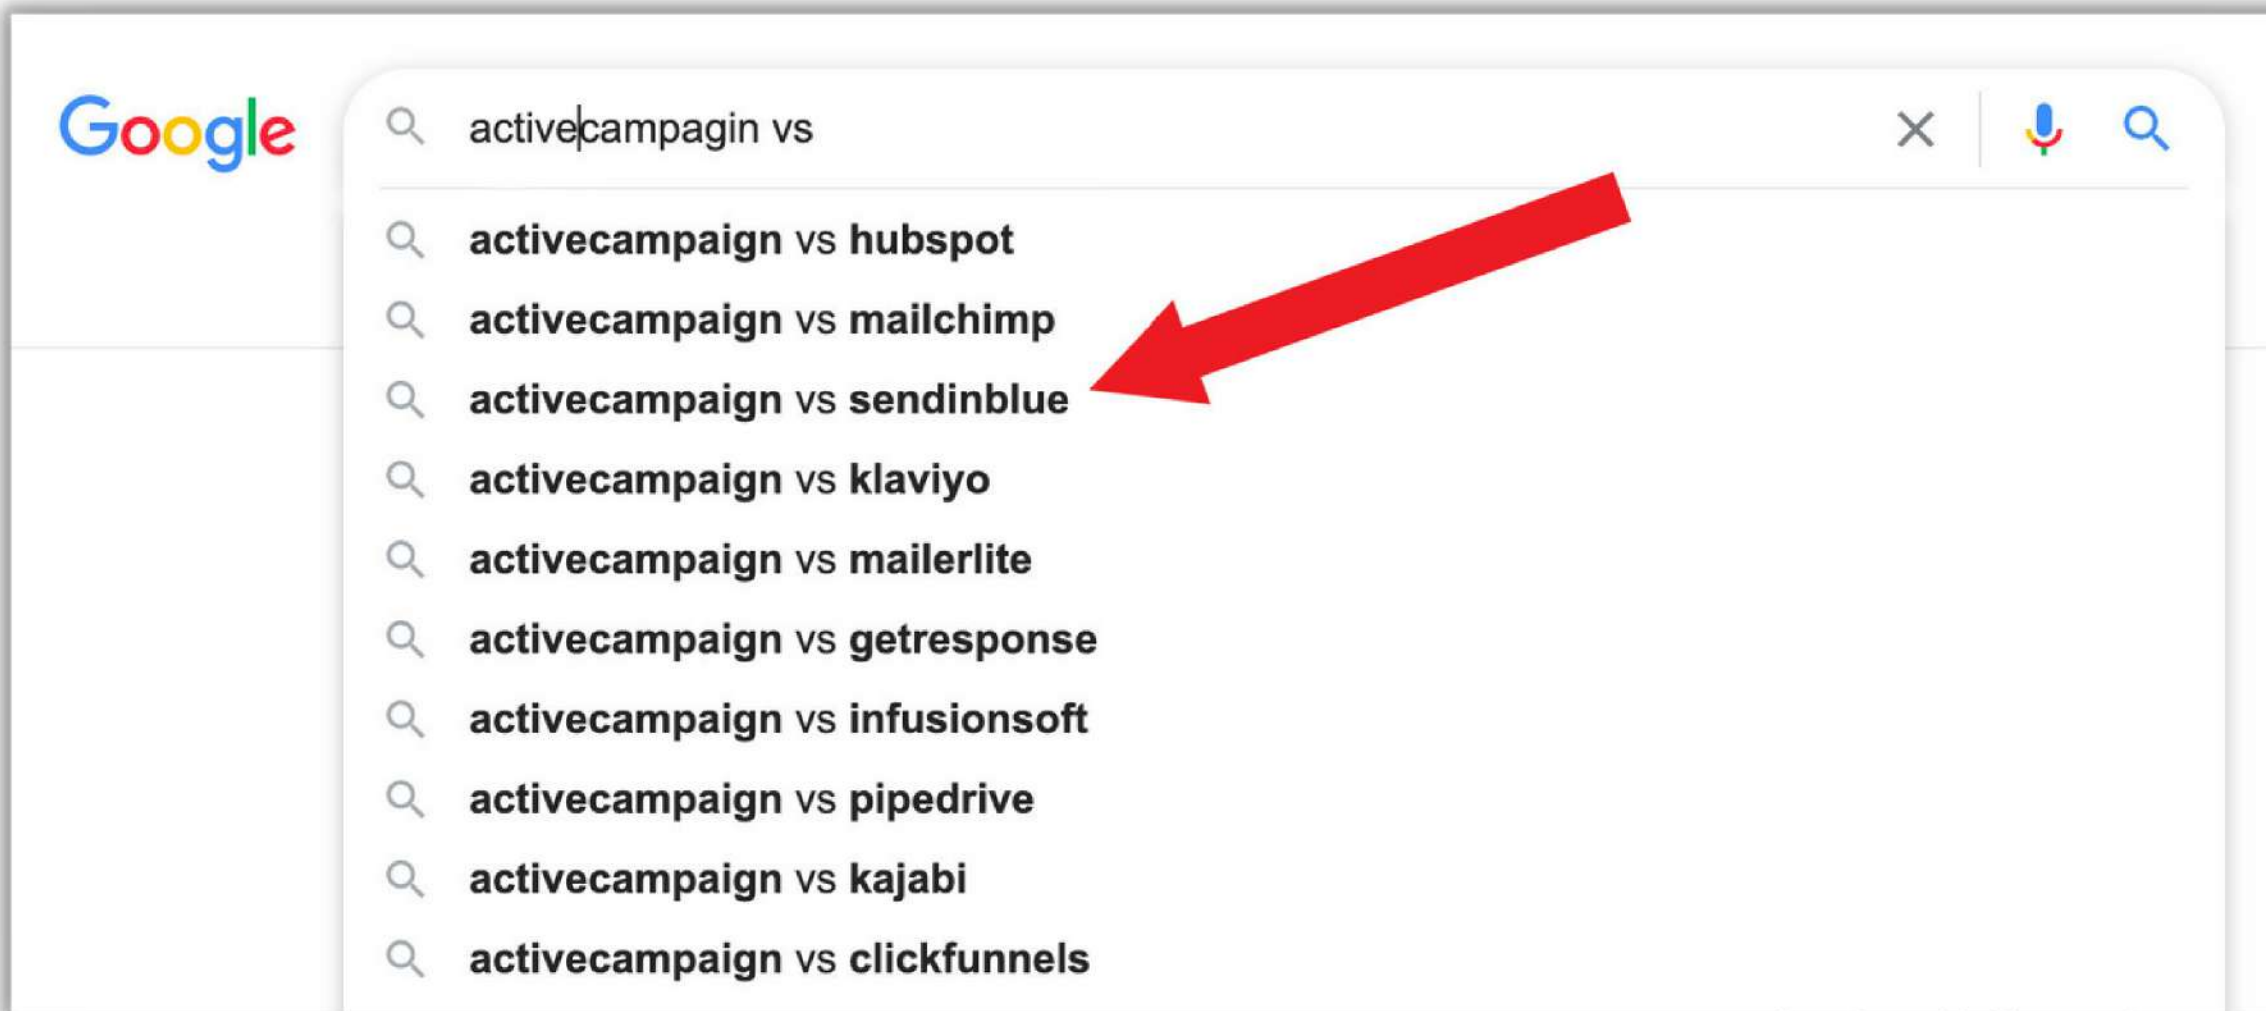 Google
activecampagin vs
activecampaign vs hubspot
activecampaign vs mailchimp
activecampaign vs sendinblue
activecampaign vs klaviyo
activecampaign vs mailerlite
activecampaign vs getresponse
activecampaign vs infusionsoft
activecampaign vs pipedrive
activecampaign vs kajabi
activecampaign vs clickfunnels